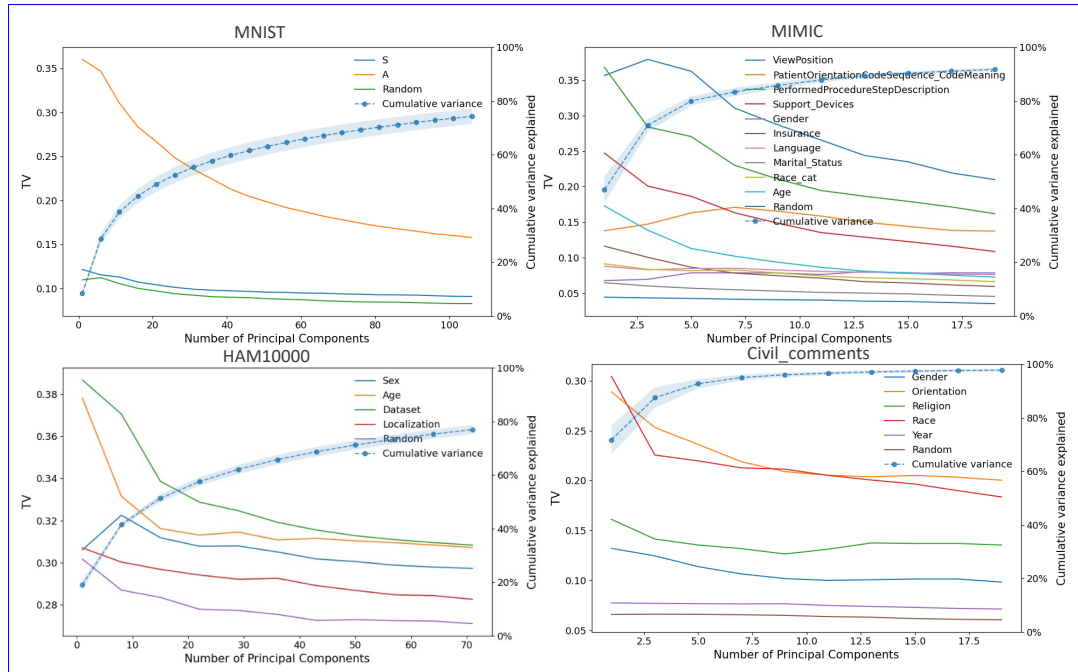 MNIST
0.35
0.30
0.25
0.20
0.15
0.10
TV
0
20
40
60
80
100
Number of Principal Components
100%
80%
60%
40%
20%
0%
Cumulative variance explained
S
A
Random
Cumulative variance
MIMIC
0.35
0.30
0.25
0.20
0.15
0.10
0.05
TV
2.5
5.0
7.5
10.0
12.5
15.0
17.5
Number of Principal Components
100%
80%
60%
40%
20%
0%
Cumulative variance explained
ViewPosition
PatientOrientationCodeSequence_CodeMeaning
PerformedProcedureStepDescription
Support_Devices
Gender
Insurance
Language
Marital_Status
Race_cat
Age
Random
Cumulative variance
HAM10000
0.38
0.36
0.34
0.32
0.30
0.28
TV
0
10
20
30
40
50
60
70
Number of Principal Components
100%
80%
60%
40%
20%
0%
Cumulative variance explained
Sex
Age
Dataset
Localization
Random
Cumulative variance
Civil_comments
0.30
0.25
0.20
0.15
0.10
0.05
TV
2.5
5.0
7.5
10.0
12.5
15.0
17.5
Number of Principal Components
100%
80%
60%
40%
20%
0%
Cumulative variance explained
Gender
Orientation
Religion
Race
Year
Random
Cumulative variance